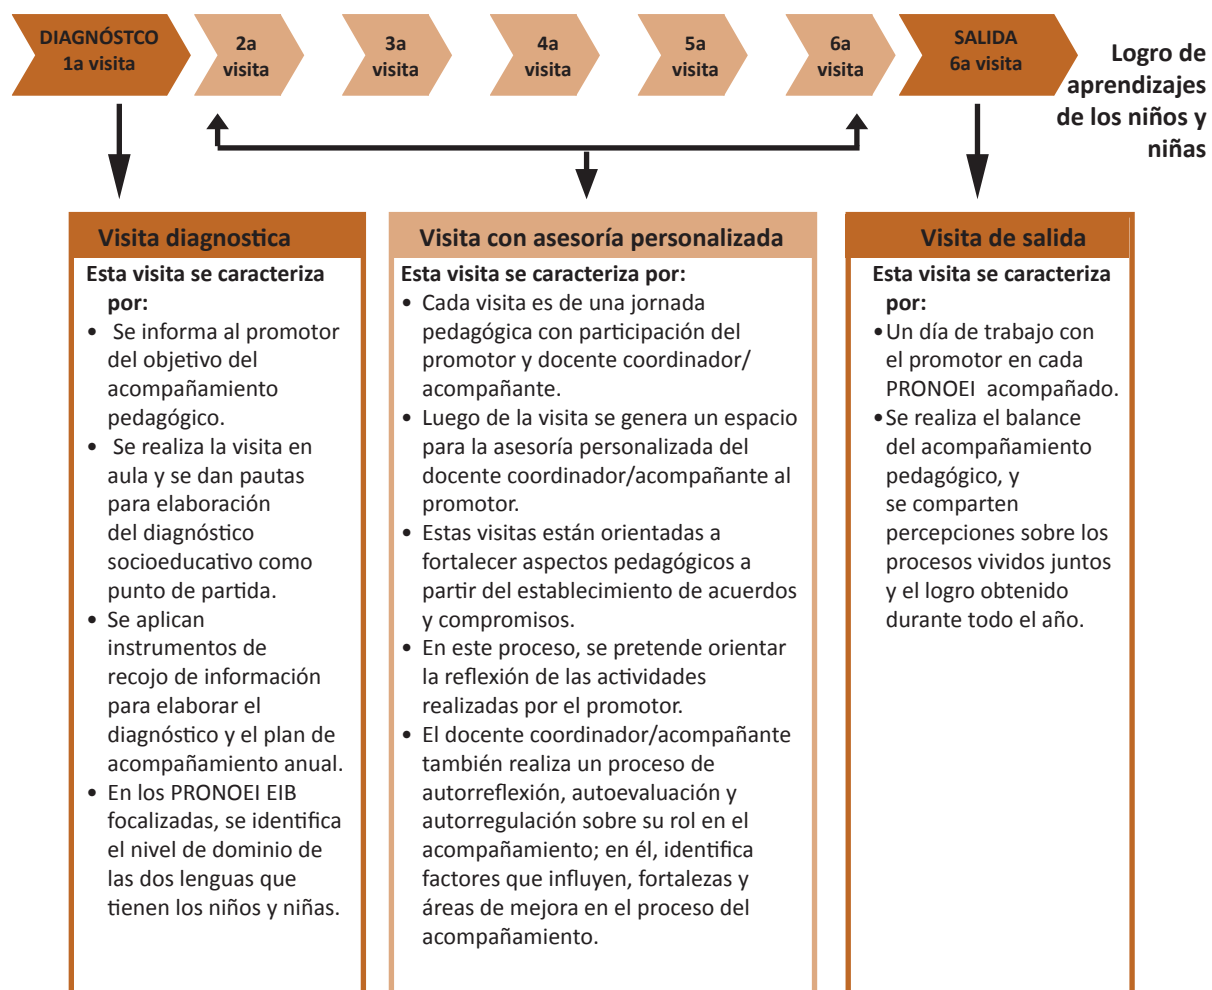 DIAGNÓSTCO
1a visita
2a
visita
3a
visita
4a
visita
5a
visita
6a
visita
SALIDA
6a visita
Logro de
aprendizajes
de los niños y
niñas
Visita diagnostica
Esta visita se caracteriza
por:
• Se informa al promotor
del objetivo del
acompañamiento
pedagógico.
• Se realiza la visita en
aula y se dan pautas
para elaboración
del diagnóstico
socioeducativo como
punto de partida.
• Se aplican
instrumentos de
recojo de información
para elaborar el
diagnóstico y el plan de
acompañamiento anual.
• En los PRONOEI EIB
focalizadas, se identifica
el nivel de dominio de
las dos lenguas que
tienen los niños y niñas.
Visita con asesoría personalizada
Esta visita se caracteriza por:
• Cada visita es de una jornada
pedagógica con participación del
promotor y docente coordinador/
acompañante.
• Luego de la visita se genera un espacio
para la asesoría personalizada del
docente coordinador/acompañante al
promotor.
• Estas visitas están orientadas a
fortalecer aspectos pedagógicos a
partir del establecimiento de acuerdos
y compromisos.
• En este proceso, se pretende orientar
la reflexión de las actividades
realizadas por el promotor.
• El docente coordinador/acompañante
también realiza un proceso de
autorreflexión, autoevaluación y
autorregulación sobre su rol en el
acompañamiento; en él, identifica
factores que influyen, fortalezas y
áreas de mejora en el proceso del
acompañamiento.
Visita de salida
Esta visita se caracteriza
por:
•Un día de trabajo con
el promotor en cada
PRONOEI acompañado.
•Se realiza el balance
del acompañamiento
pedagógico, y
se comparten
percepciones sobre los
procesos vividos juntos
y el logro obtenido
durante todo el año.